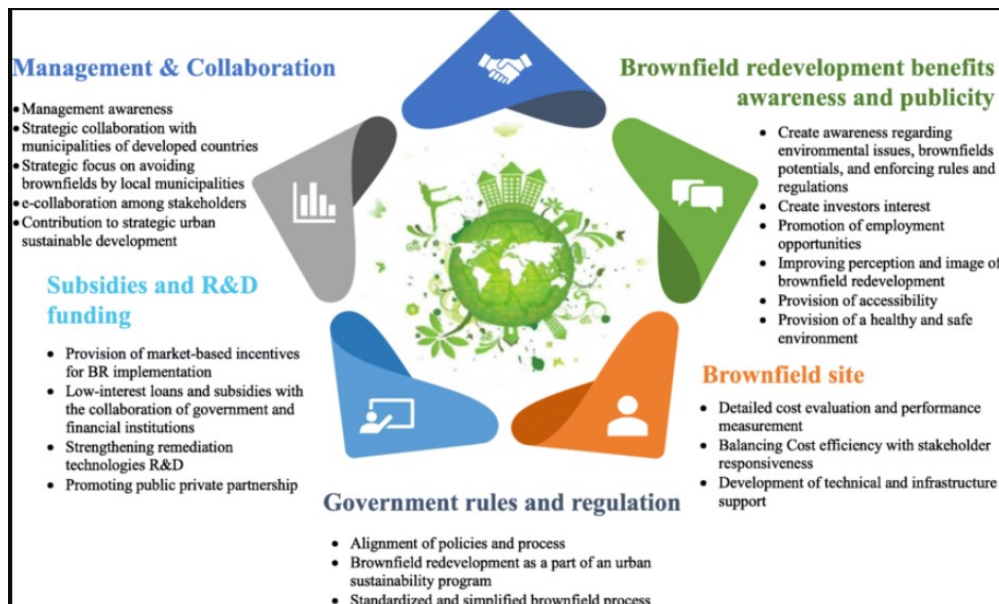 Management & Collaboration
•Management awareness
•Strategic collaboration with
municipalities of developed countries
•Strategic focus on avoiding
brownfields by local municipalities
•e-collaboration among stakeholders
•Contribution to strategic urban
sustainable development
Subsidies and R&D
funding
• Provision of market-based incentives
for BR implementation
• Low-interest loans and subsidies with
the collaboration of government and
financial institutions
• Strengthening remediation
technologies R&D
• Promoting public private partnership
Brownfield redevelopment benefits
awareness and publicity
• Create awareness regarding
environmental issues, brownfields
potentials, and enforcing rules and
regulations
• Create investors interest
• Promotion of employment
opportunities
• Improving perception and image of
brownfield redevelopment
• Provision of accessibility
• Provision of a healthy and safe
environment
Brownfield site
• Detailed cost evaluation and performance
measurement
• Balancing Cost efficiency with stakeholder
responsiveness
• Development of technical and infrastructure
support
Government rules and regulation
• Alignment of policies and process
• Brownfield redevelopment as a part of an urban
sustainability program
• Standardized and simplified brownfield process